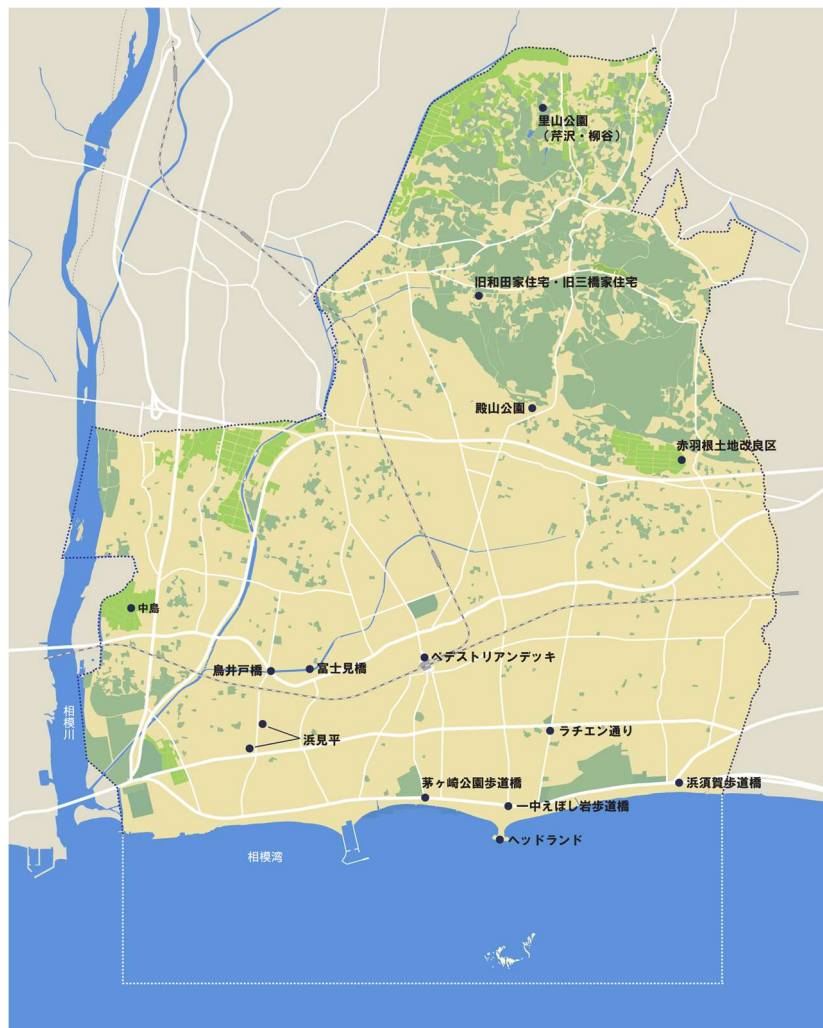 里山公園
（芹沢・柳谷）
旧和田家住宅・旧三橋家住宅
殿山公園
赤羽根土地改良区
中島
鳥井戸橋
富士見橋
ペデストリアンデッキ
相模川
浜見平
ラチエン通り
茅ヶ崎公園歩道橋
浜須賀歩道橋
一中えぼし岩歩道橋
ヘッドランド
相模湾